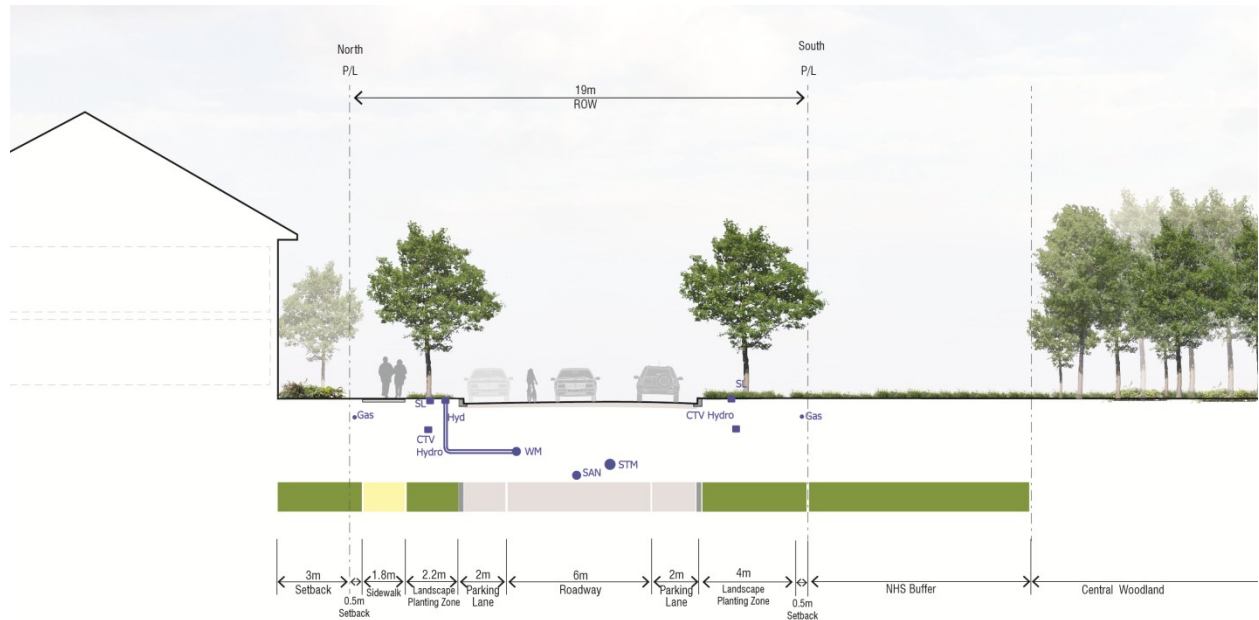 North
P/L
South
P/L
19m
ROW
SL
Hyd
Gas
CTV
Hydro
WM
SAN
STM
SL
CTV Hydro
Gas
3m
Setback
0.5m
Setback
1.8m
Sidewalk
2.2m
Landscape
Planting Zone
2m
Parking
Lane
6m
Roadway
2m
Parking
Lane
4m
Landscape
Planting Zone
0.5m
Setback
NHS Buffer
Central Woodland